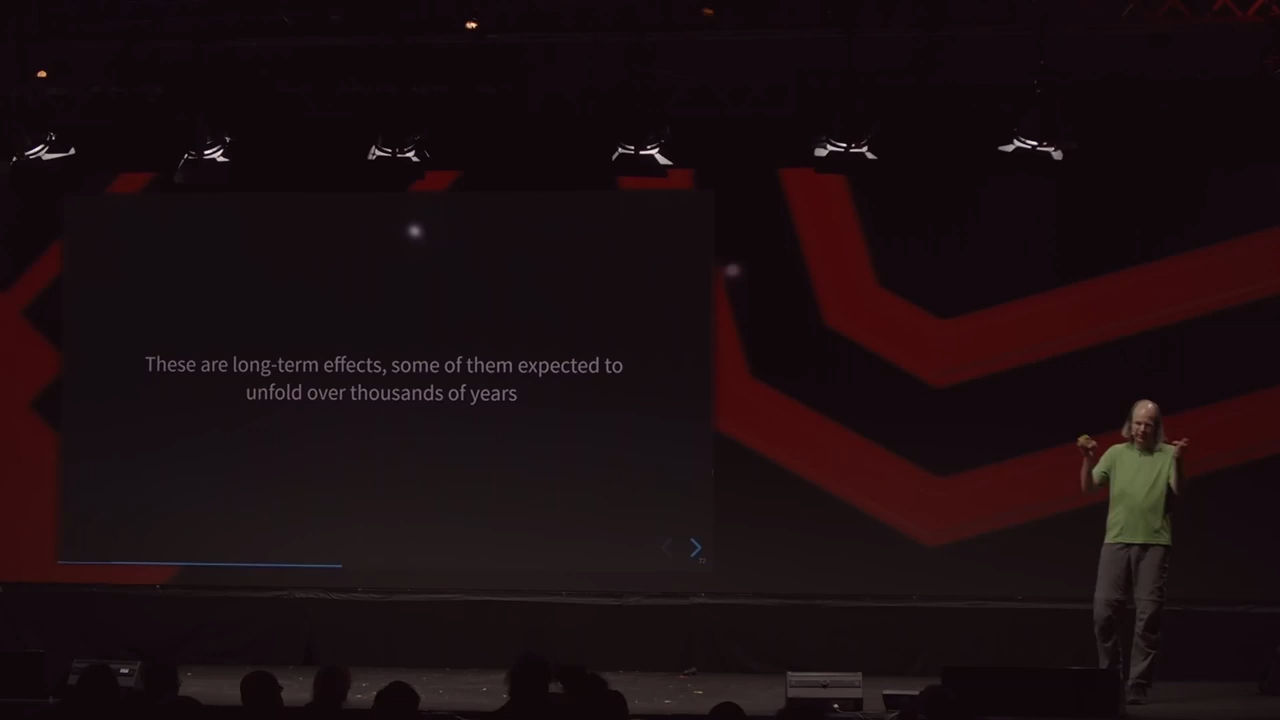 These are long-term effects, some of them expected to
unfold over thousands of years